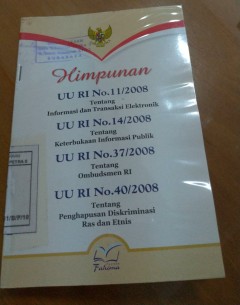 Himpunan
UU RI No.11/2008
Tentang
Informasi dan Transaksi Elektronik
UU RI No.14/2008
Tentang
Keterbukaan Informasi Publik
UU RI No.37/2008
Tentang
Ombudsmen RI
UU RI No.40/2008
Tentang
Penghapusan Diskriminasi
Ras dan Etnis